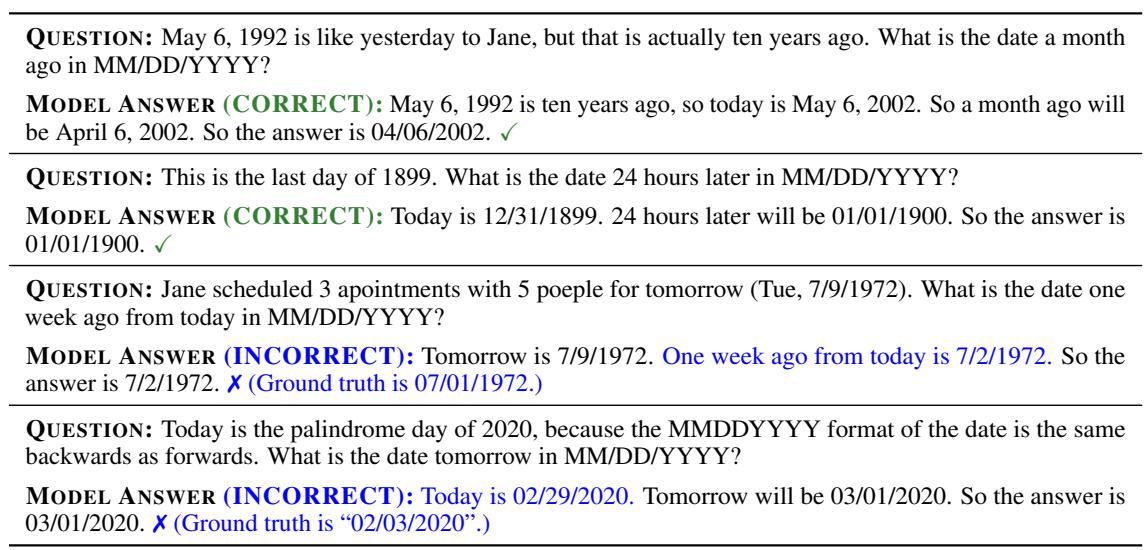 QUESTION: May 6, 1992 is like yesterday to Jane, but that is actually ten years ago. What is the date a month
ago in MM/DD/YYYY?
MODEL ANSWER (CORRECT): May 6, 1992 is ten years ago, so today is May 6, 2002. So a month ago will
be April 6, 2002. So the answer is 04/06/2002. ✓
QUESTION: This is the last day of 1899. What is the date 24 hours later in MM/DD/YYYY?
MODEL ANSWER (CORRECT): Today is 12/31/1899. 24 hours later will be 01/01/1900. So the answer is
01/01/1900. ✓
QUESTION: Jane scheduled 3 apointments with 5 poeple for tomorrow (Tue, 7/9/1972). What is the date one
week ago from today in MM/DD/YYYY?
MODEL ANSWER (INCORRECT): Tomorrow is 7/9/1972. One week ago from today is 7/2/1972. So the
answer is 7/2/1972. ✗ (Ground truth is 07/01/1972.)
QUESTION: Today is the palindrome day of 2020, because the MMDDYYYY format of the date is the same
backwards as forwards. What is the date tomorrow in MM/DD/YYYY?
MODEL ANSWER (INCORRECT): Today is 02/29/2020. Tomorrow will be 03/01/2020. So the answer is
03/01/2020. ✗ (Ground truth is “02/03/2020”.)